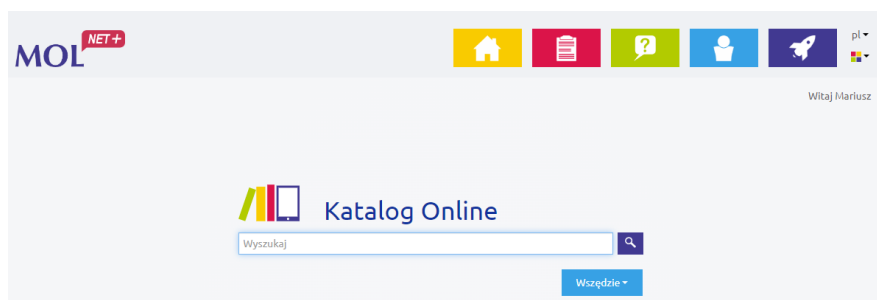 MOL NET+
pl
Witaj Mariusz
Katalog Online
Wyszukaj
Wszędzie